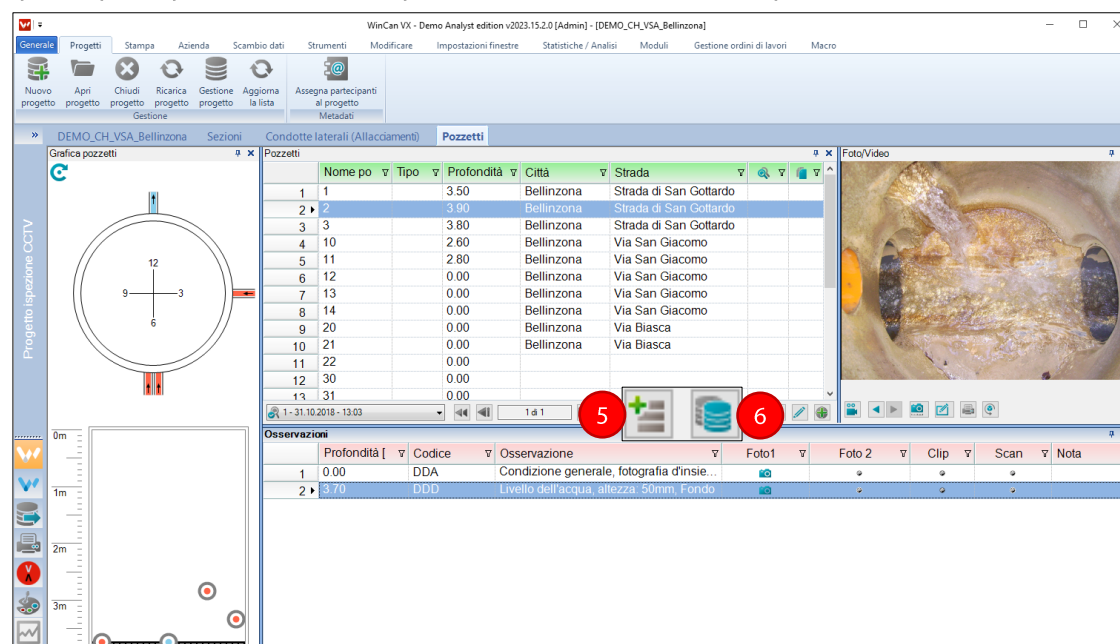 WinCan VX - Demo Analyst edition v2023.15.2.0 [Admin] - [DEMO_CH_VSA_Bellinzona]
Generale Progetti Stampa Azienda Scambio dati Strumenti Modificare Impostazioni finestre Statistiche / Analisi Moduli Gestione ordini di lavori Macro
Nuovo progetto
Apri progetto
Chiudi progetto
Ricarica progetto
Gestione progetto
Aggiorna la lista
Assegna partecipanti al progetto
Gestione Metadati
» DEMO_CH_VSA_Bellinzona Sezioni Condotte laterali (Allacciamenti) Pozzetti
Progetto ispezione CCTV
Grafica pozzetti
12
9 3
6
Pozzetti
Nome po Tipo Profondità Città Strada
1 1 3.50 Bellinzona Strada di San Gottardo
2 2 3.90 Bellinzona Strada di San Gottardo
3 3 3.80 Bellinzona Strada di San Gottardo
4 10 2.60 Bellinzona Via San Giacomo
5 11 2.80 Bellinzona Via San Giacomo
6 12 0.00 Bellinzona Via San Giacomo
7 13 0.00 Bellinzona Via San Giacomo
8 14 0.00 Bellinzona Via San Giacomo
9 20 0.00 Bellinzona Via Biasca
10 21 0.00 Bellinzona Via Biasca
11 22 0.00
12 30 0.00
13 31 0.00
1 - 31.10.2018 - 13:03 1 di 1
5 6
Foto/Video
0m
1m
2m
3m
Osservazioni
Profondità [ Codice Osservazione Foto1 Foto 2 Clip Scan Nota
1 0.00 DDA Condizione generale, fotografia d'insie...
2 3.70 DDD Livello dell'acqua, altezza: 50mm, Fondo